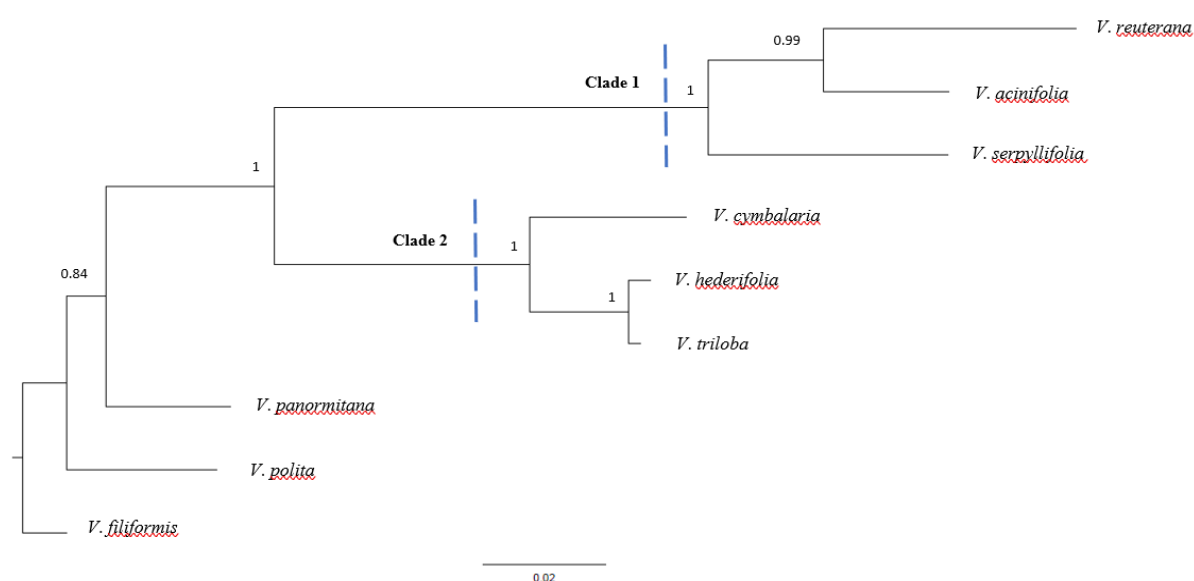 V. reuterana
0.99
Clade 1
1
V. acinifolia
V. serpyllifolia
1
V. cymbalaria
Clade 2
1
0.84
V. hederifolia
1
V. triloba
V. panormitana
V. polita
V. filiformis
0.02